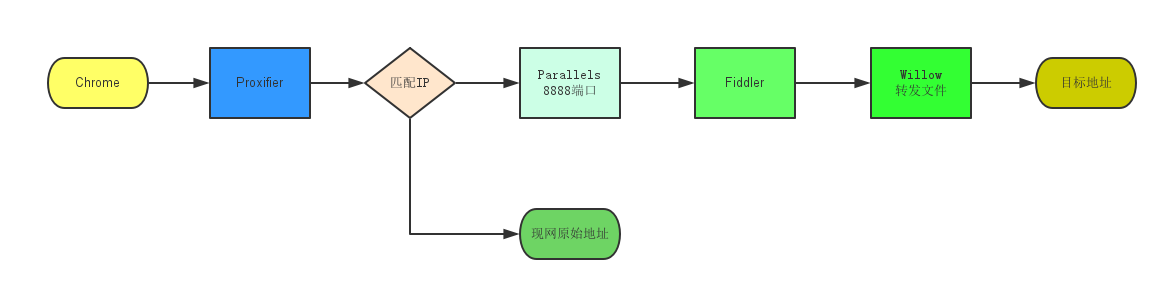 Chrome
Proxifier
匹配IP
Parallels
8888端口
Fiddler
Willow
转发文件
目标地址
现网原始地址